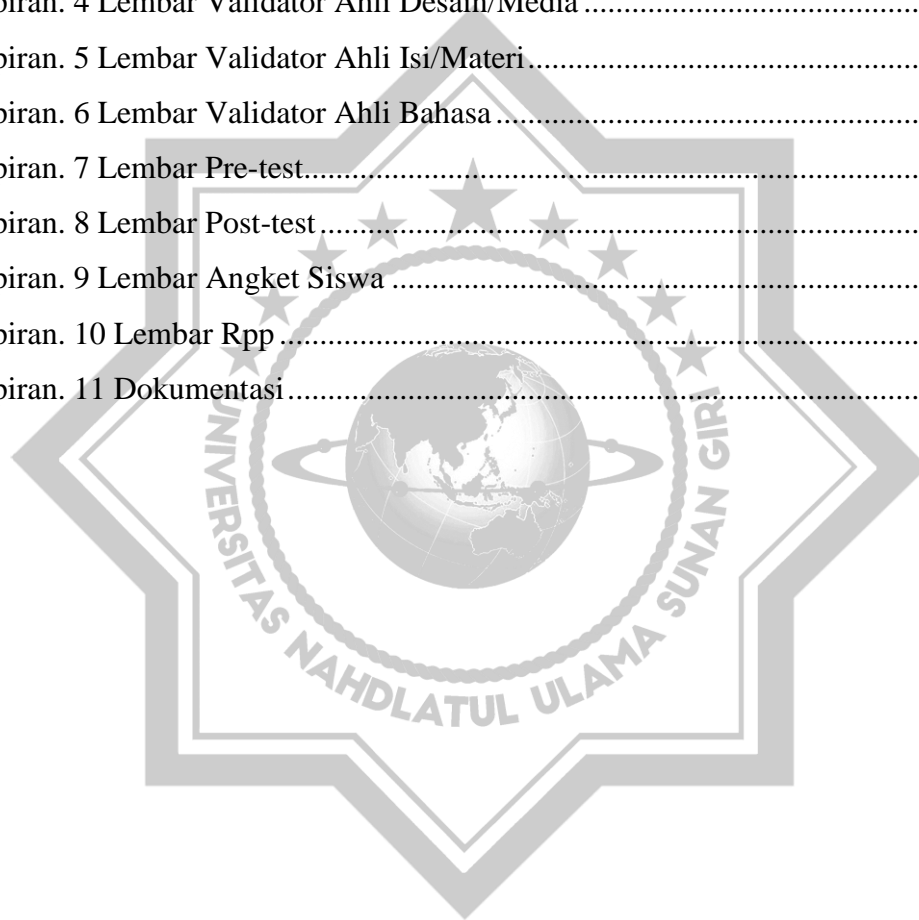 piran. 4 Lembar Validator Ahli Desain/Media ..........................................
piran. 5 Lembar Validator Ahli Isi/Materi..................................................
piran. 6 Lembar Validator Ahli Bahasa ......................................................
piran. 7 Lembar Pre-test..............................................................................
piran. 8 Lembar Post-test ...........................................................................
piran. 9 Lembar Angket Siswa ...................................................................
piran. 10 Lembar Rpp .................................................................................
piran. 11 Dokumentasi................................................................................
UNIVERSITAS NAHDLATUL ULAMA SUNAN GIRI